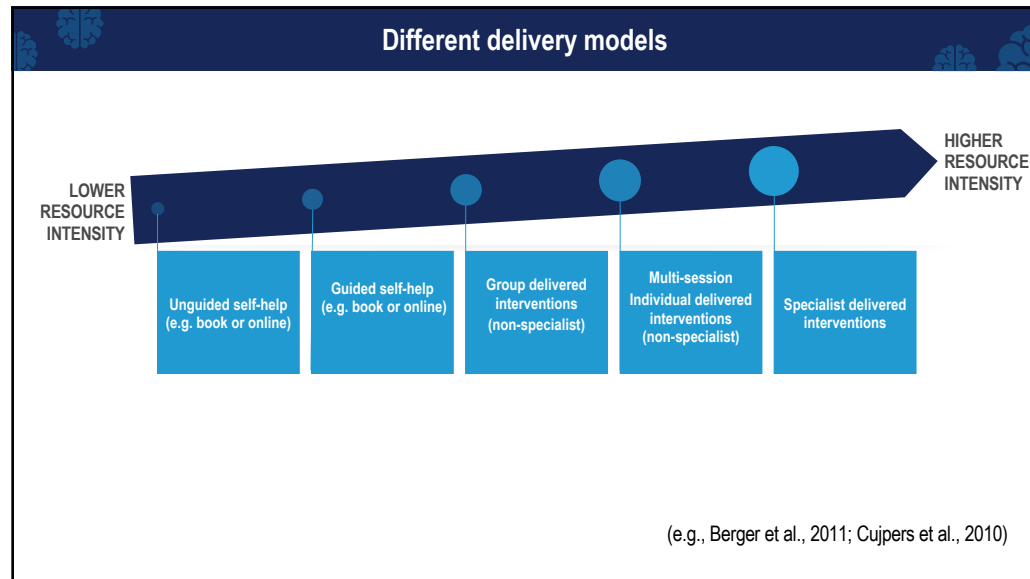 Different delivery models
LOWER
RESOURCE
INTENSITY
HIGHER
RESOURCE
INTENSITY
Unguided self-help
(e.g. book or online)
Guided self-help
(e.g. book or online)
Group delivered
interventions
(non-specialist)
Multi-session
Individual delivered
interventions
(non-specialist)
Specialist delivered
interventions
(e.g., Berger et al., 2011; Cuijpers et al., 2010)